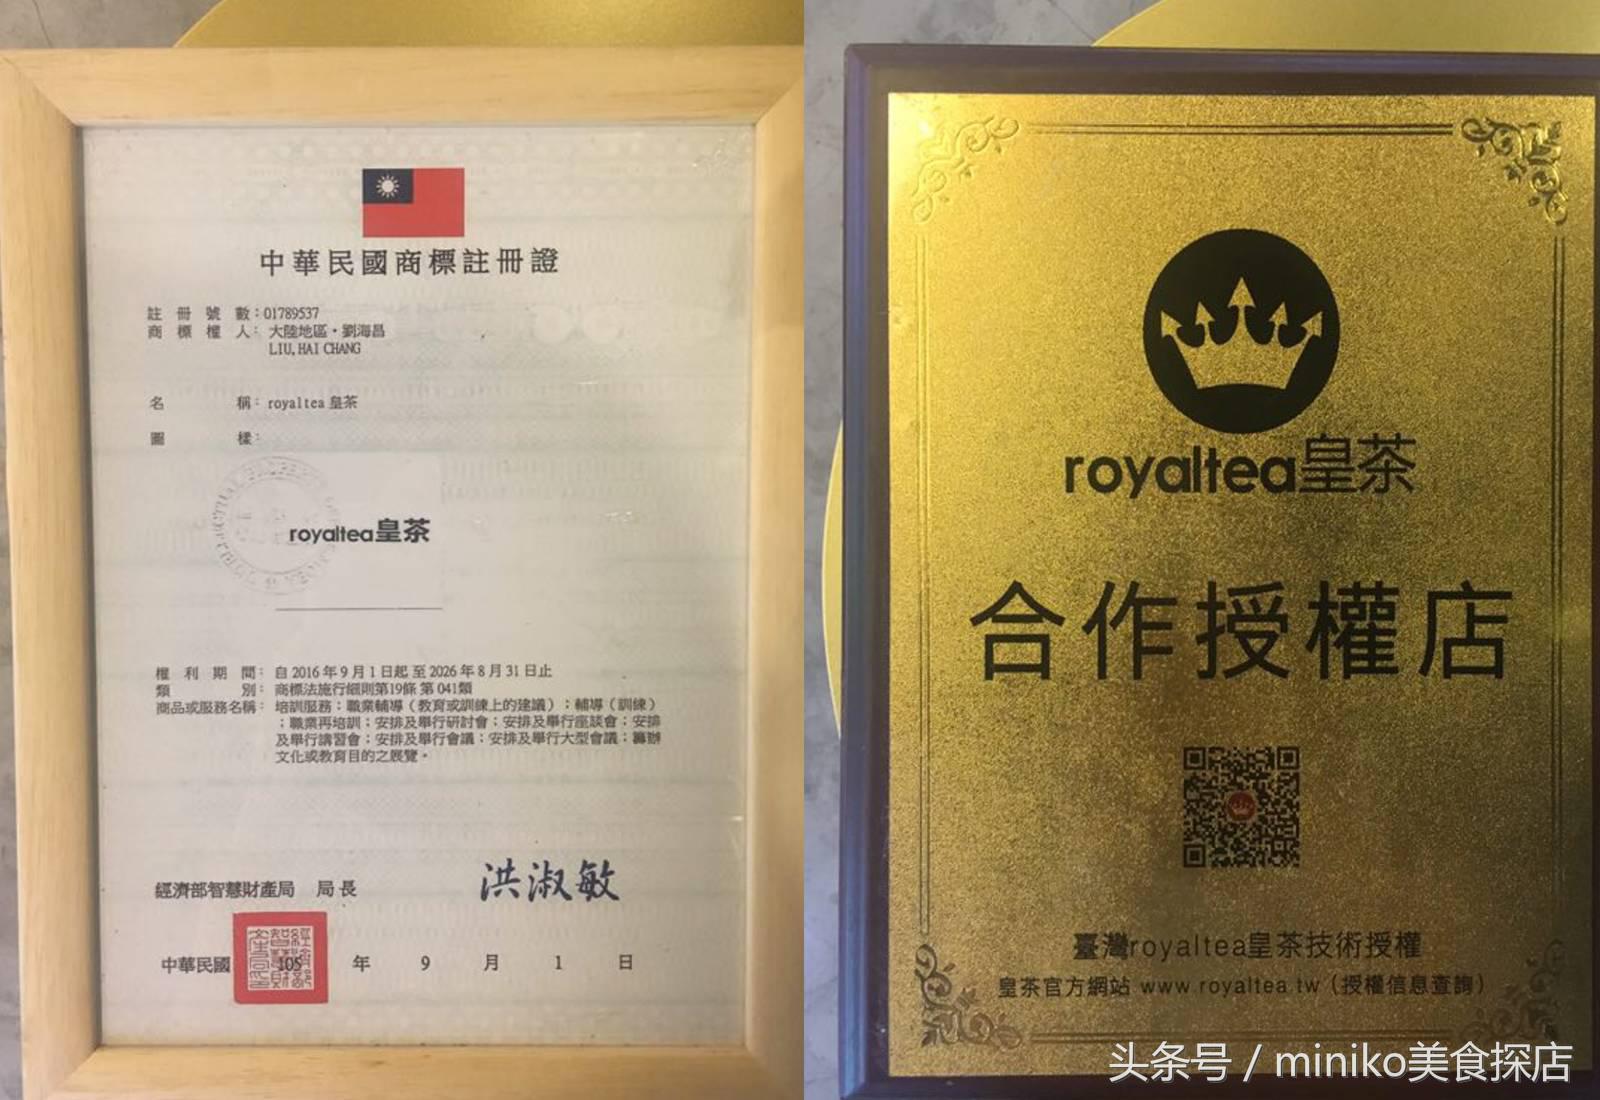 中華民國商標註冊證
註冊號數：01789537
商標權人：大陸地區・劉海昌
LIU, HAI CHANG
名稱：royaltea 皇茶
圖樣：
royaltea皇茶
權利期間：自 2016 年 9 月 1 日起 至 2026 年 8 月 31 日止
類別：商標法施行細則第19條 第 041類
商品或服務名稱：培訓服務；職業輔導（教育或訓練上的建議）；輔導（訓練）
；職業再培訓；安排及舉行研討會；安排及舉行座談會；安排
及舉行講習會；安排及舉行會議；安排及舉行大型會議；籌辦
文化或教育目的之展覽。
經濟部智慧財產局 局長 洪淑敏
中華民國 105 年 9 月 1 日
royaltea皇茶
合作授權店
臺灣royaltea皇茶技術授權
皇茶官方網站 www.royaltea.tw（授權信息查詢）
头条号 / miniko美食探店